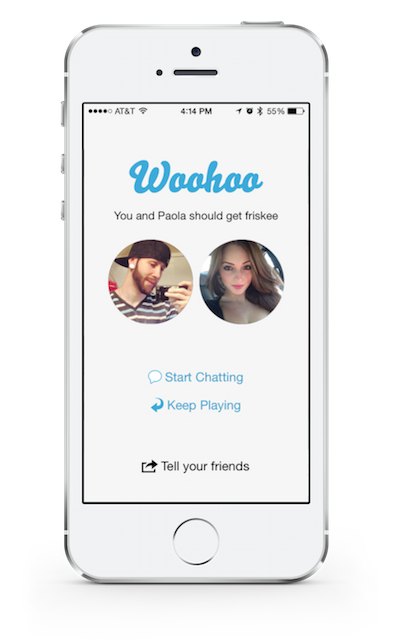 AT&T 4:14 PM 55%
Woohoo
You and Paola should get friskee
Start Chatting
Keep Playing
Tell your friends